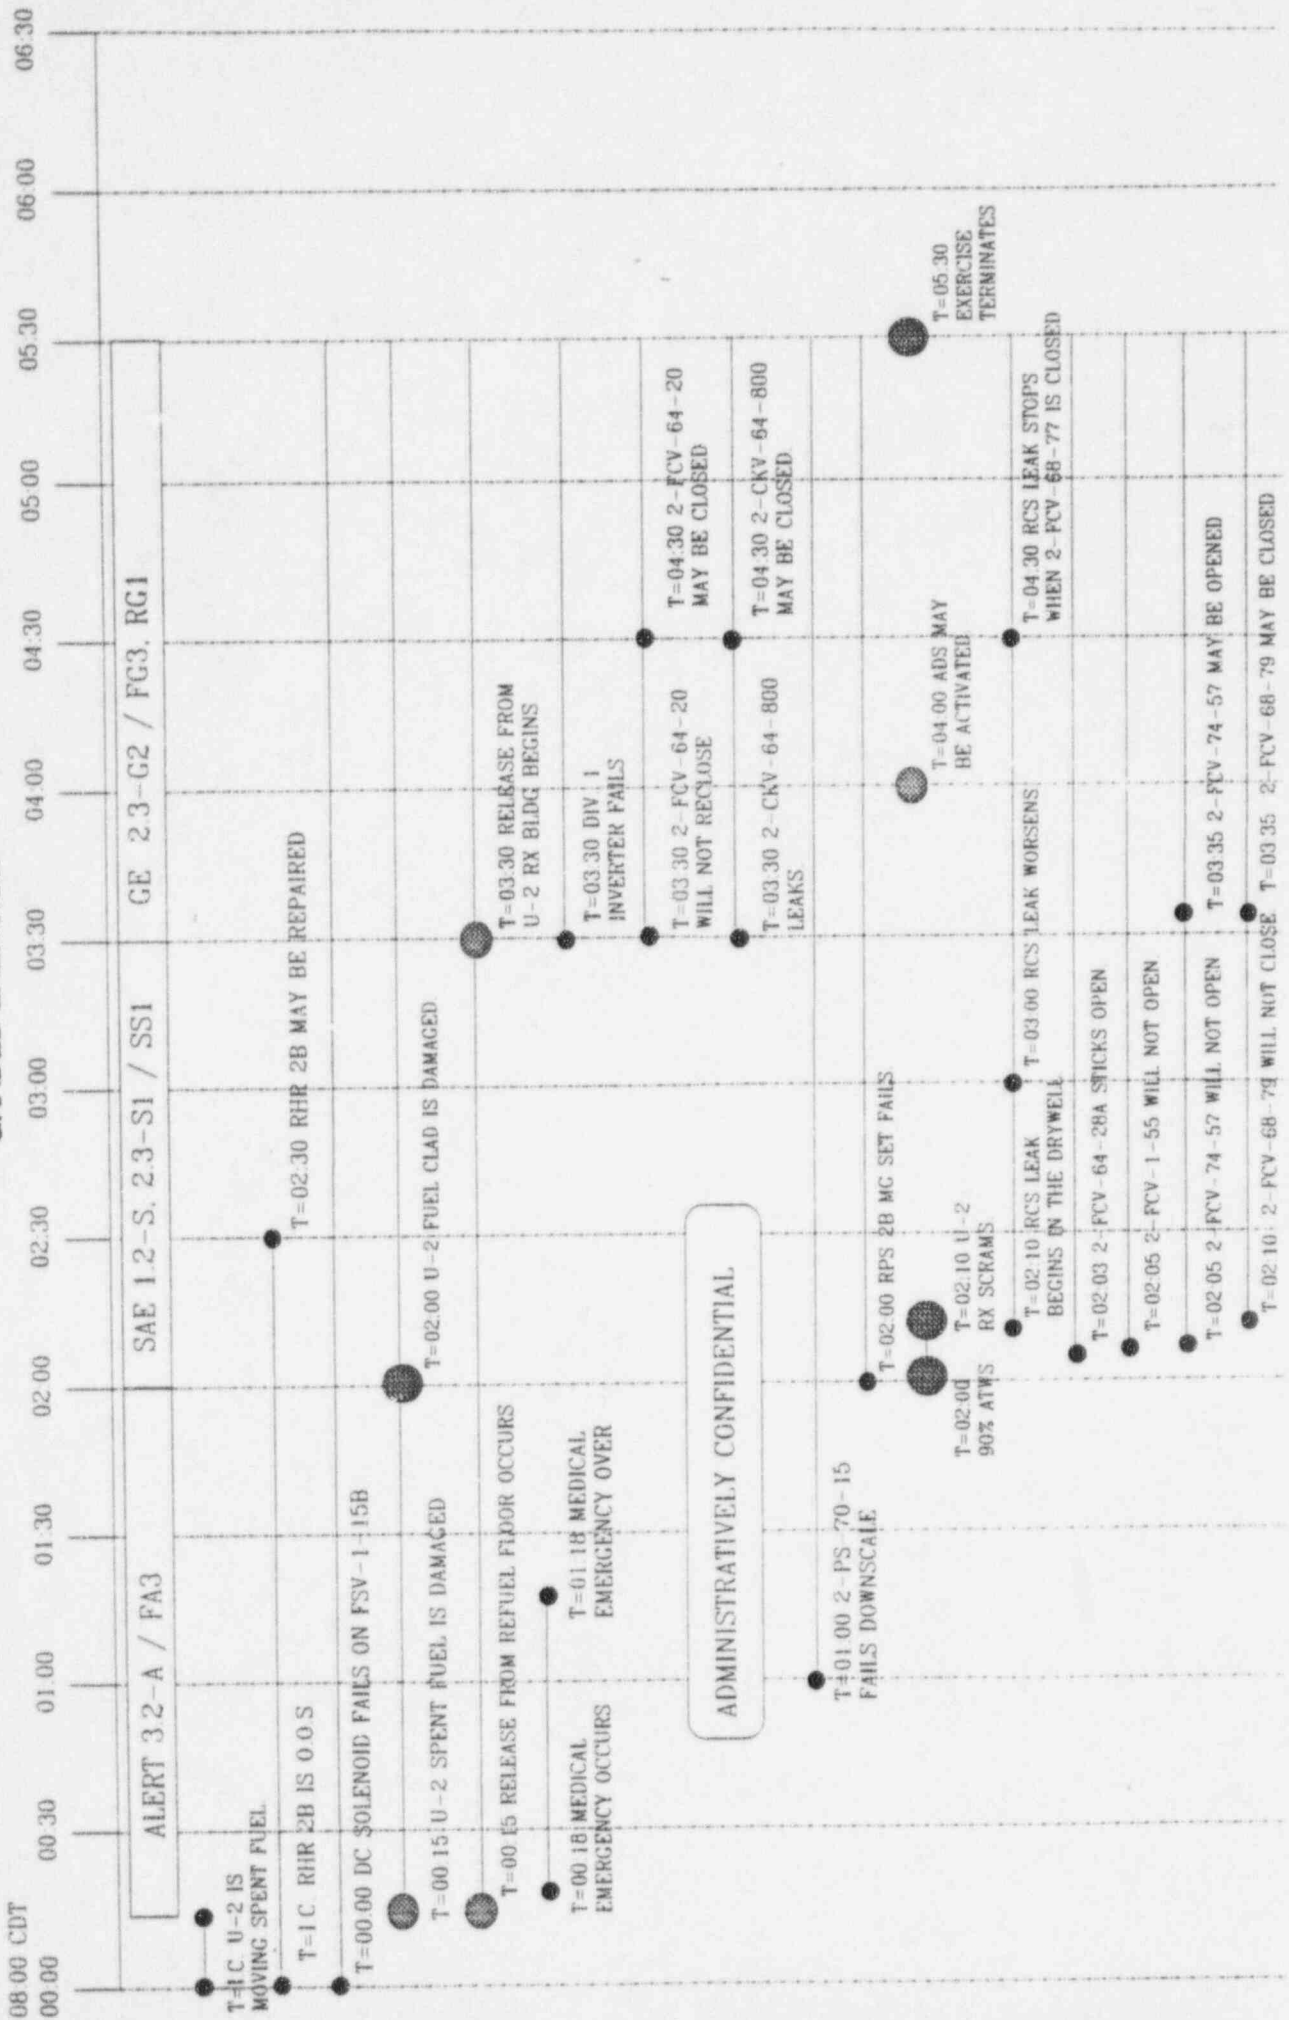 08:00 CDT
00:00
00:30
01:00
01:30
02:00
02:30
03:00
03:30
04:00
04:30
05:00
05:30
06:00
06:30
ALERT 3.2-A / FA3
SAE 1.2-S, 2.3-S1 / SS1
GE 2.3-G2 / FG3, RG1
T=IC U-2 IS
MOVING SPENT FUEL
T=IC RHR 2B IS O.O.S
T=02:30 RHR 2B MAY BE REPAIRED
T=00:00 DC SOLENOID FAILS ON FSV-1-15B
T=00:15 U-2 SPENT FUEL IS DAMAGED
T=02:00 U-2 FUEL CLAD IS DAMAGED
T=00:15 RELEASE FROM REFUEL FLOOR OCCURS
T=03:30 RELEASE FROM
U-2 RX BLDG BEGINS
T=00:18 MEDICAL
EMERGENCY OCCURS
T=01:18 MEDICAL
EMERGENCY OVER
T=03:30 DIV 1
INVERTER FAILS
T=03:30 2-FCV-64-20
WILL NOT RECLOSE
T=04:30 2-FCV-64-20
MAY BE CLOSED
T=03:30 2-CKV-64-800
LEAKS
T=04:30 2-CKV-64-800
MAY BE CLOSED
ADMINISTRATIVELY CONFIDENTIAL
T=01:00 2-PS-70-15
FAILS DOWNSCALE
T=02:00 RPS 2B MG SET FAILS
T=02:00
90% ATWS
T=02:10 U-2
RX SCRAMS
T=04:00 ADS MAY
BE ACTIVATED
T=05:30
EXERCISE
TERMINATES
T=02:10 RCS LEAK
BEGINS IN THE DRYWELL
T=03:00 RCS LEAK WORSENS
T=04:30 RCS LEAK STOPS
WHEN 2-FCV-68-77 IS CLOSED
T=02:03 2-FCV-64-28A STICKS OPEN
T=02:05 2-FCV-1-55 WILL NOT OPEN
T=02:05 2-FCV-74-57 WILL NOT OPEN
T=03:35 2-FCV-74-57 MAY BE OPENED
T=02:10 2-FCV-68-79 WILL NOT CLOSE
T=03:35 2-FCV-68-79 MAY BE CLOSED